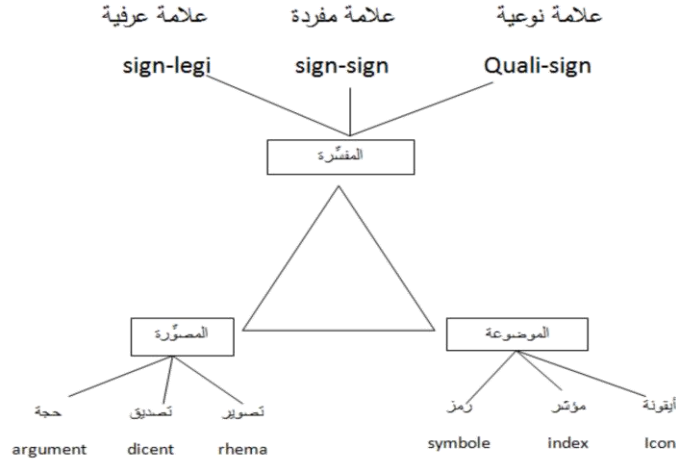 علامة نوعية
علامة مفردة
علامة عرفية
Quali-sign
sign-sign
sign-legi
المفسِّرة
المصوِّرة
الموضوعة
حجة
تصديق
تصوير
argument
dicent
rhema
رمز
مؤشر
أيقونة
symbole
index
Icon